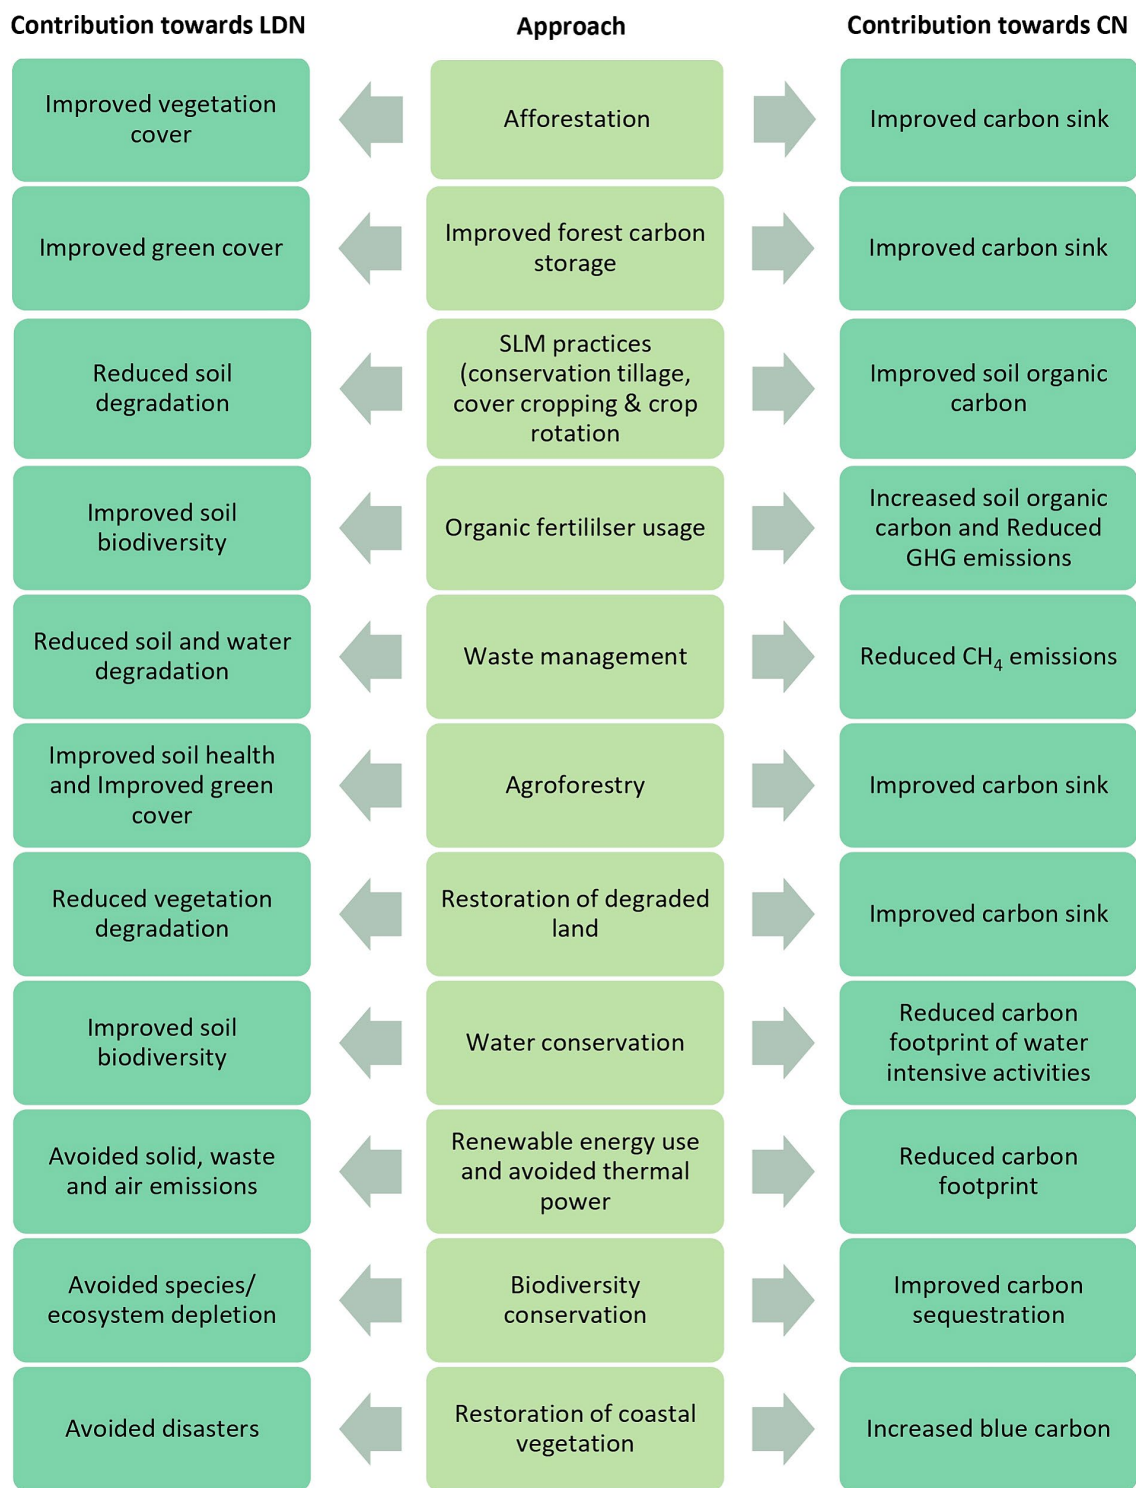 Contribution towards LDN
Approach
Contribution towards CN
Improved vegetation
cover
Afforestation
Improved carbon sink
Improved green cover
Improved forest carbon
storage
Improved carbon sink
Reduced soil
degradation
SLM practices
(conservation tillage,
cover cropping & crop
rotation
Improved soil organic
carbon
Improved soil
biodiversity
Organic fertililser usage
Increased soil organic
carbon and Reduced
GHG emissions
Reduced soil and water
degradation
Waste management
Reduced CH₄ emissions
Improved soil health
and Improved green
cover
Agroforestry
Improved carbon sink
Reduced vegetation
degradation
Restoration of degraded
land
Improved carbon sink
Improved soil
biodiversity
Water conservation
Reduced carbon
footprint of water
intensive activities
Avoided solid, waste
and air emissions
Renewable energy use
and avoided thermal
power
Reduced carbon
footprint
Avoided species/
ecosystem depletion
Biodiversity
conservation
Improved carbon
sequestration
Avoided disasters
Restoration of coastal
vegetation
Increased blue carbon